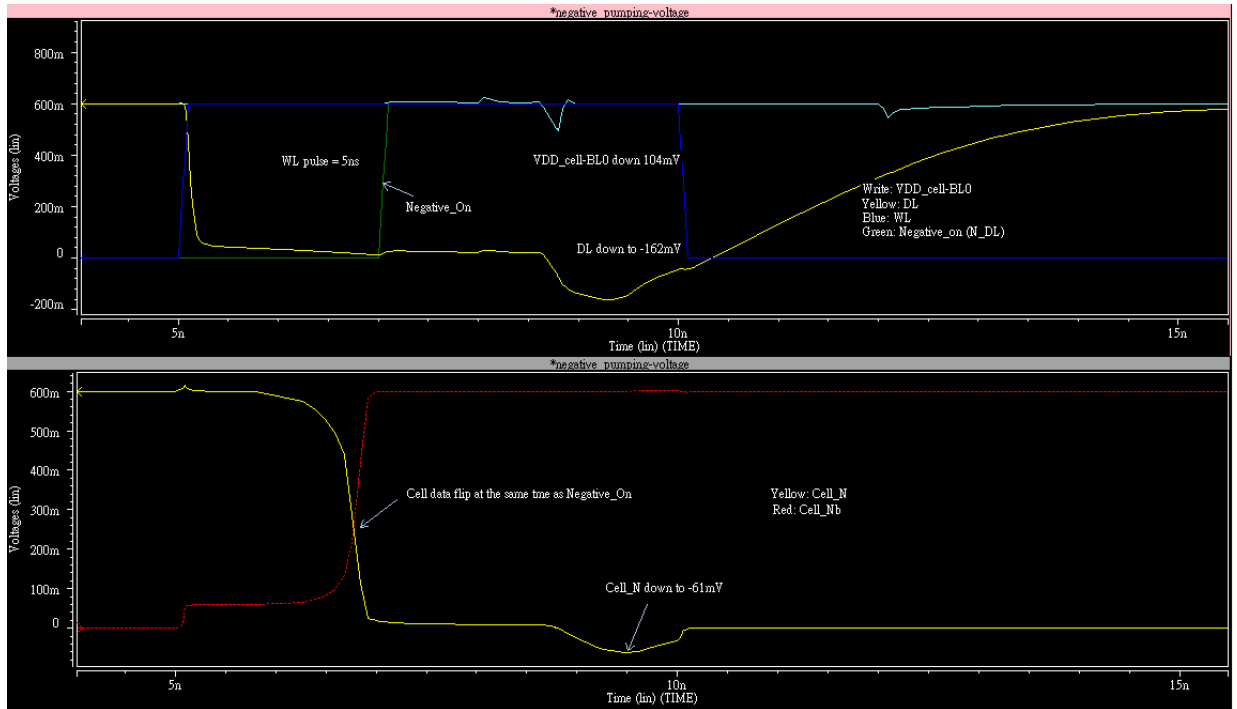 *negative_pumping-voltage
800m
600m
400m
200m
0
-200m
Voltages (lin)
WL pulse = 5ns
Negative_On
VDD_cell-BL0 down 104mV
DL down to -162mV
Write: VDD_cell-BL0
Yellow: DL
Blue: WL
Green: Negative_on (N_DL)
5n
10n
15n
Time (lin) (TIME)
*negative_pumping-voltage
600m
500m
400m
300m
200m
100m
0
Voltages (lin)
Cell data flip at the same tme as Negative_On
Yellow: Cell_N
Red: Cell_Nb
Cell_N down to -61mV
5n
10n
15n
Time (lin) (TIME)